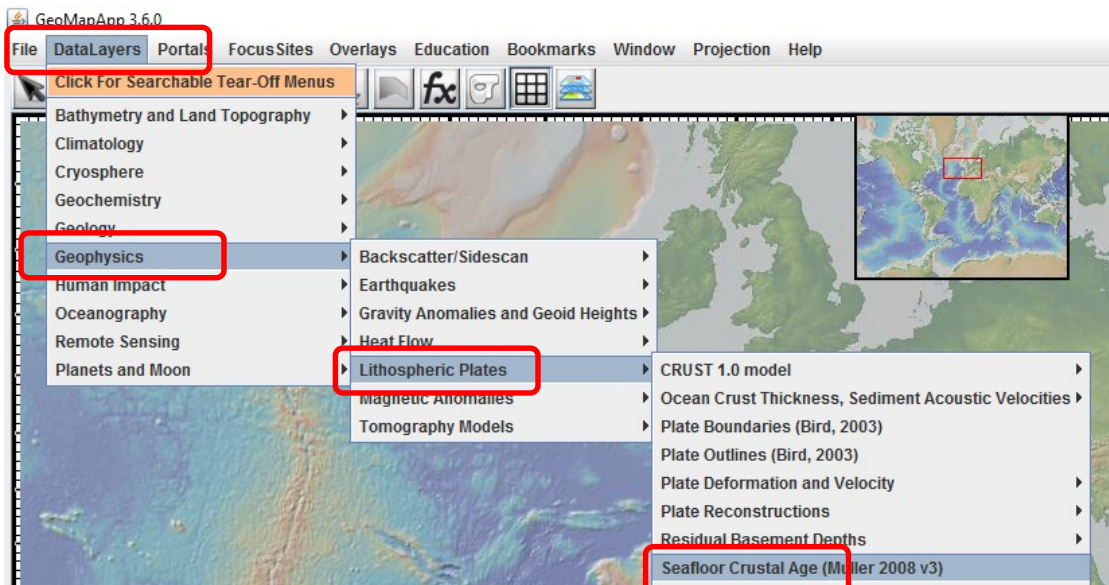 GeoMapApp 3.6.0
File DataLayers Portals FocusSites Overlays Education Bookmarks Window Projection Help
Click For Searchable Tear-Off Menus
fx
Bathymetry and Land Topography
Climatology
Cryosphere
Geochemistry
Geology
Geophysics
Human Impact
Oceanography
Remote Sensing
Planets and Moon
Backscatter/Sidescan
Earthquakes
Gravity Anomalies and Geoid Heights
Heat Flow
Lithospheric Plates
Magnetic Anomalies
Tomography Models
CRUST 1.0 model
Ocean Crust Thickness, Sediment Acoustic Velocities
Plate Boundaries (Bird, 2003)
Plate Outlines (Bird, 2003)
Plate Deformation and Velocity
Plate Reconstructions
Residual Basement Depths
Seafloor Crustal Age (Muller 2008 v3)